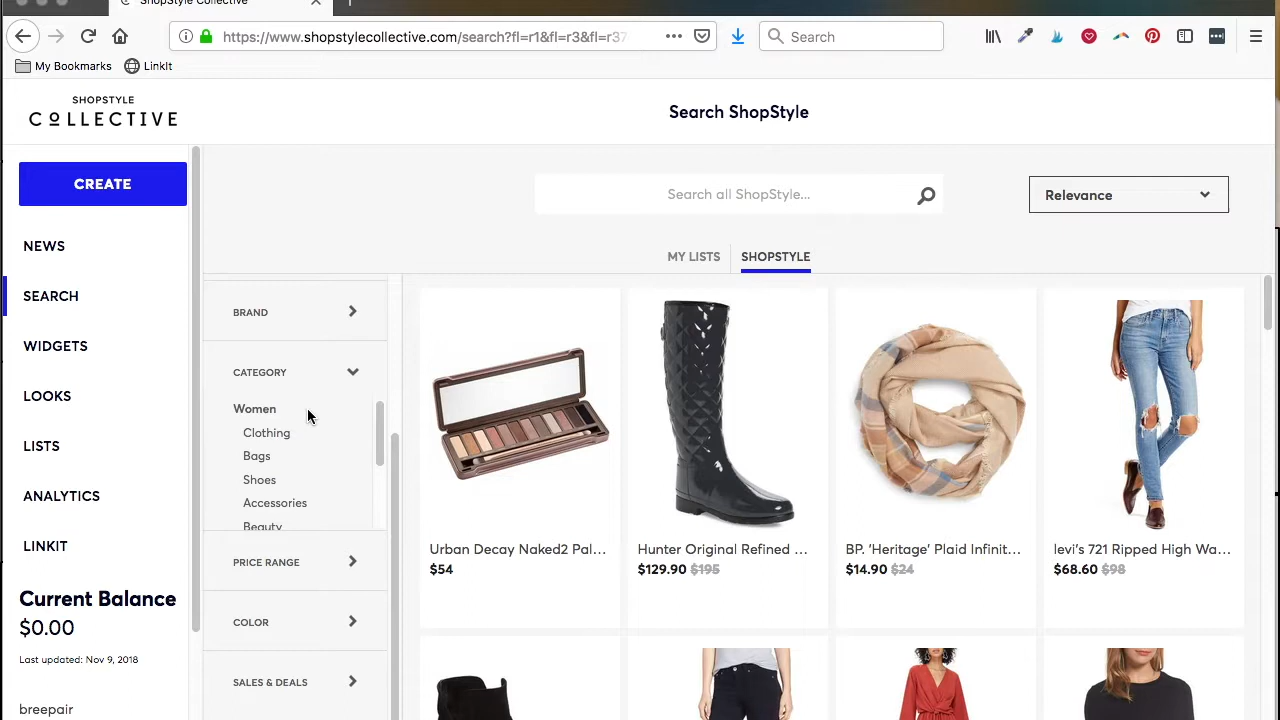 ShopStyle Collective
https://www.shopstylecollective.com/search?fl=r1&fl=r3&fl=r37
Search
My Bookmarks
LinkIt
SHOPSTYLE
COLLECTIVE
Search ShopStyle
CREATE
NEWS
SEARCH
WIDGETS
LOOKS
LISTS
ANALYTICS
LINKIT
Current Balance
$0.00
Last updated: Nov 9, 2018
breepair
Search all ShopStyle...
Relevance
MY LISTS
SHOPSTYLE
BRAND
CATEGORY
Women
Clothing
Bags
Shoes
Accessories
Beauty
PRICE RANGE
COLOR
SALES & DEALS
Urban Decay Naked2 Pal...
$54
Hunter Original Refined ...
$129.90 $195
BP. 'Heritage' Plaid Infinit...
$14.90 $24
levi's 721 Ripped High Wa...
$68.60 $98